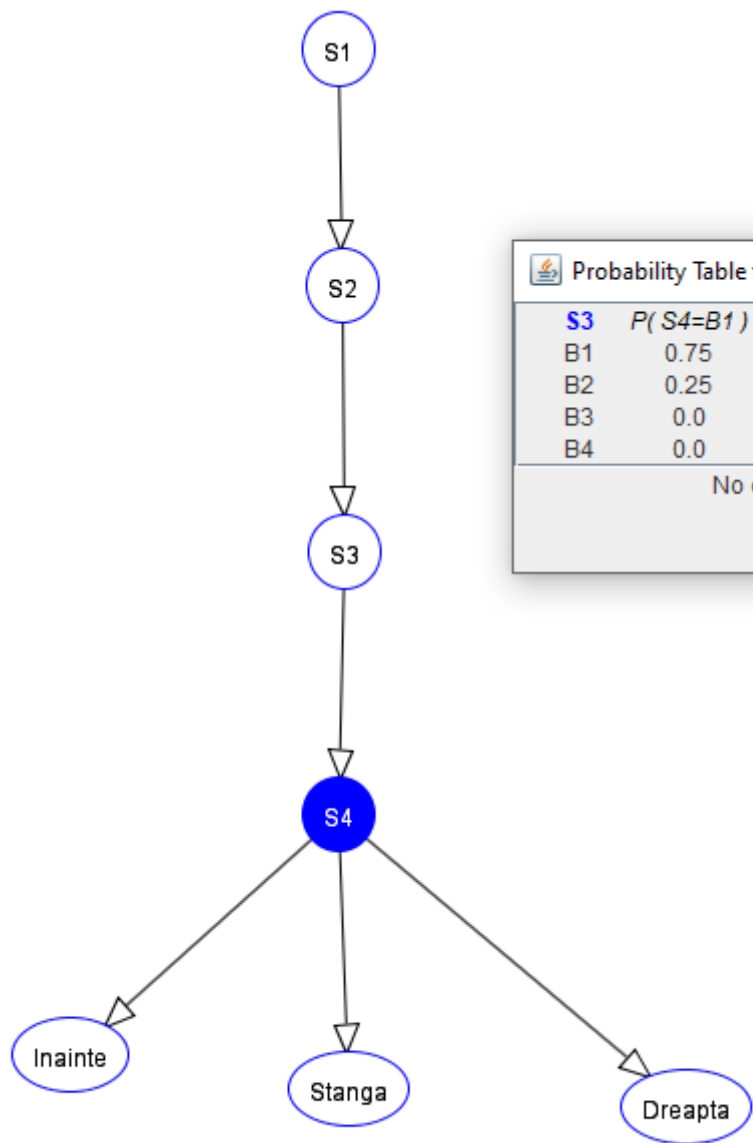 S1
S2
Probability Table
S3 P( S4=B1 )
B1 0.75
B2 0.25
B3 0.0
B4 0.0
No
S3
S4
Inainte
Stanga
Dreapta